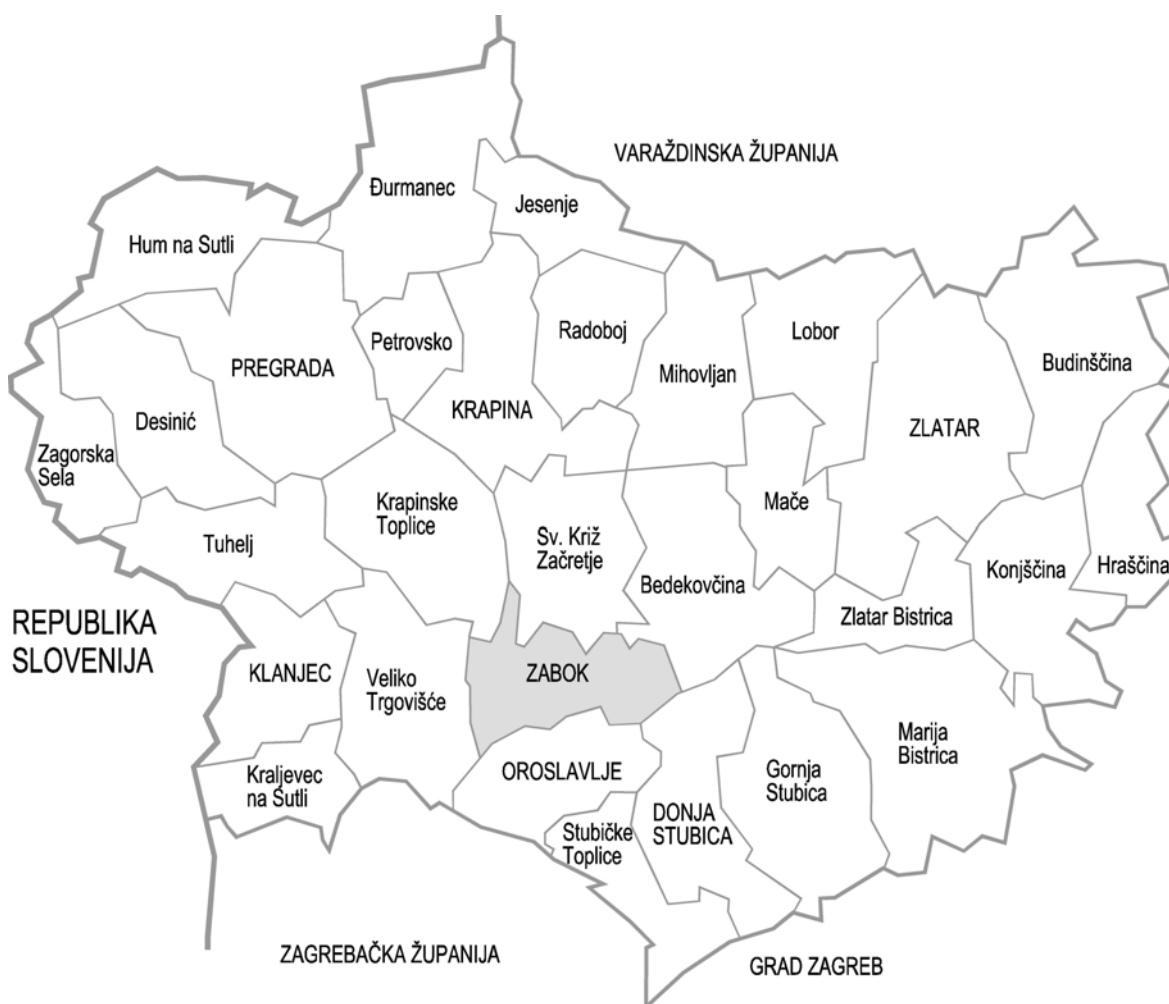 VARAŽDINSKA ŽUPANIJA
Đurmanec
Jesenje
Hum na Sutli
Petrovsko
Radoboj
Lobor
Budinščina
PREGRADA
Mihovljan
KRAPINA
Desinić
ZLATAR
Zagorska
Sela
Krapinske
Toplice
Mače
Tuhelj
Sv. Križ
Začretje
Bedekovčina
Konjščina
Hraščina
Zlatar Bistrica
REPUBLIKA
SLOVENIJA
KLANJEC
Veliko
Trgovišće
ZABOK
Marija
Bistrica
Kraljevec
na Sutli
OROSLAVLJE
Gornja
Stubica
DONJA
STUBICA
Stubičke
Toplice
ZAGREBAČKA ŽUPANIJA
GRAD ZAGREB